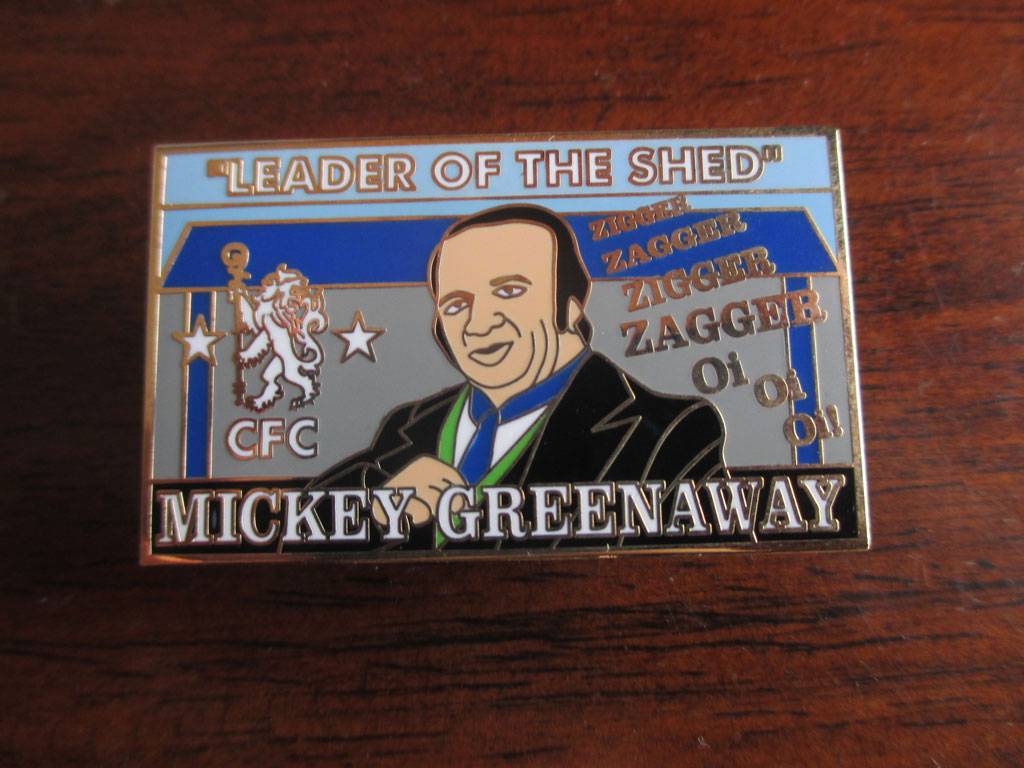 "LEADER OF THE SHED"
ZIGGER
ZAGGER
ZIGGER
ZAGGER
Oi
Oi
Oi!
CFC
MICKEY GREENAWAY